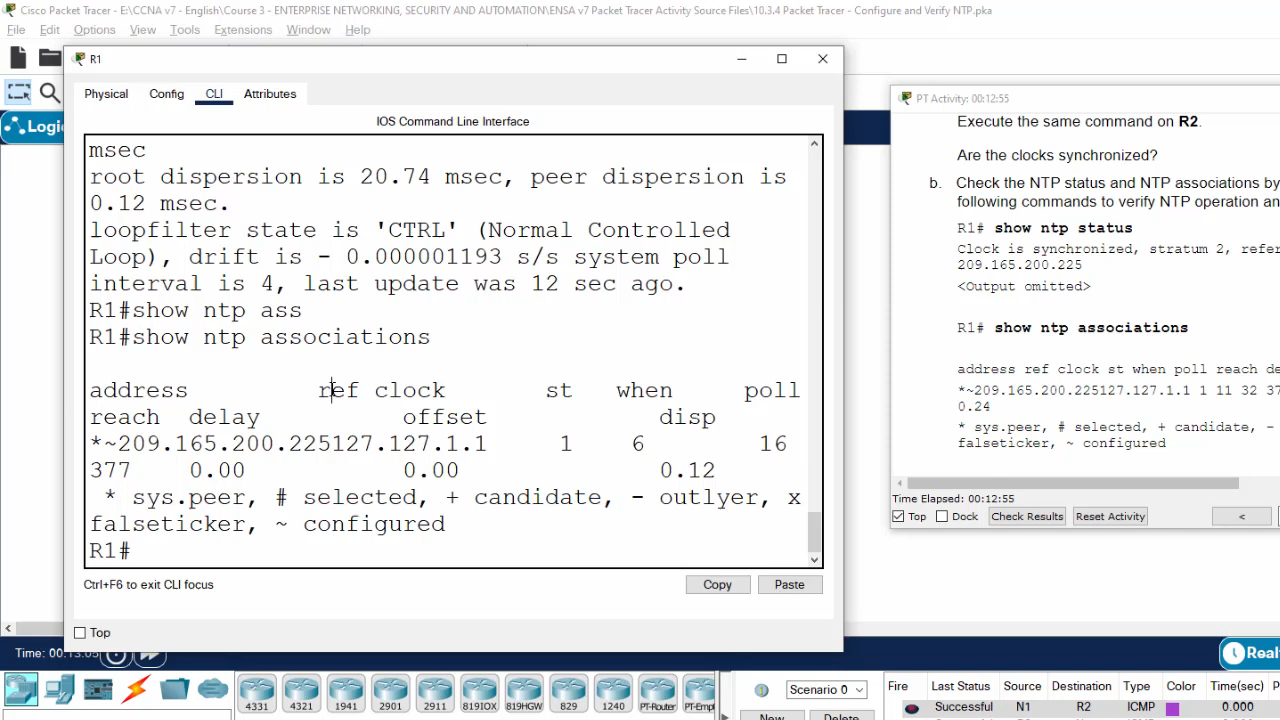 Cisco Packet Tracer - E:\CCNA v7 - English\Course 3 - ENTERPRISE NETWORKING, SECURITY AND AUTOMATION\ENSA v7 Packet Tracer Activity Source Files\10.3.4 Packet Tracer - Configure and Verify NTP.pka
File Edit Options View Tools Extensions Window Help
R1
Physical Config CLI Attributes
IOS Command Line Interface
msec
root dispersion is 20.74 msec, peer dispersion is
0.12 msec.
loopfilter state is 'CTRL' (Normal Controlled
Loop), drift is - 0.000001193 s/s system poll
interval is 4, last update was 12 sec ago.
R1#show ntp ass
R1#show ntp associations
address ref clock st when poll
reach delay offset disp
*~209.165.200.225127.127.1.1 1 6 16
377 0.00 0.00 0.12
* sys.peer, # selected, + candidate, - outlyer, x
falseticker, ~ configured
R1#
Ctrl+F6 to exit CLI focus
Copy Paste
Top
Logic
PT Activity: 00:12:55
Execute the same command on R2.
Are the clocks synchronized?
b. Check the NTP status and NTP associations by
following commands to verify NTP operation an
R1# show ntp status
Clock is synchronized, stratum 2, refer
209.165.200.225
<Output omitted>
R1# show ntp associations
address ref clock st when poll reach de
*~209.165.200.225127.127.1.1 1 11 32 37
0.24
* sys.peer, # selected, + candidate, -
falseticker, ~ configured
Time Elapsed: 00:12:55
Top Dock Check Results Reset Activity <
Time: 00:13:05
Real
4331 4321 1941 2901 2911 819IOX 819HGW 829 1240 PT-Router PT-Empt
Scenario 0
New Delete
Fire Last Status Source Destination Type Color Time(sec) P
Successful N1 R2 ICMP 0.000